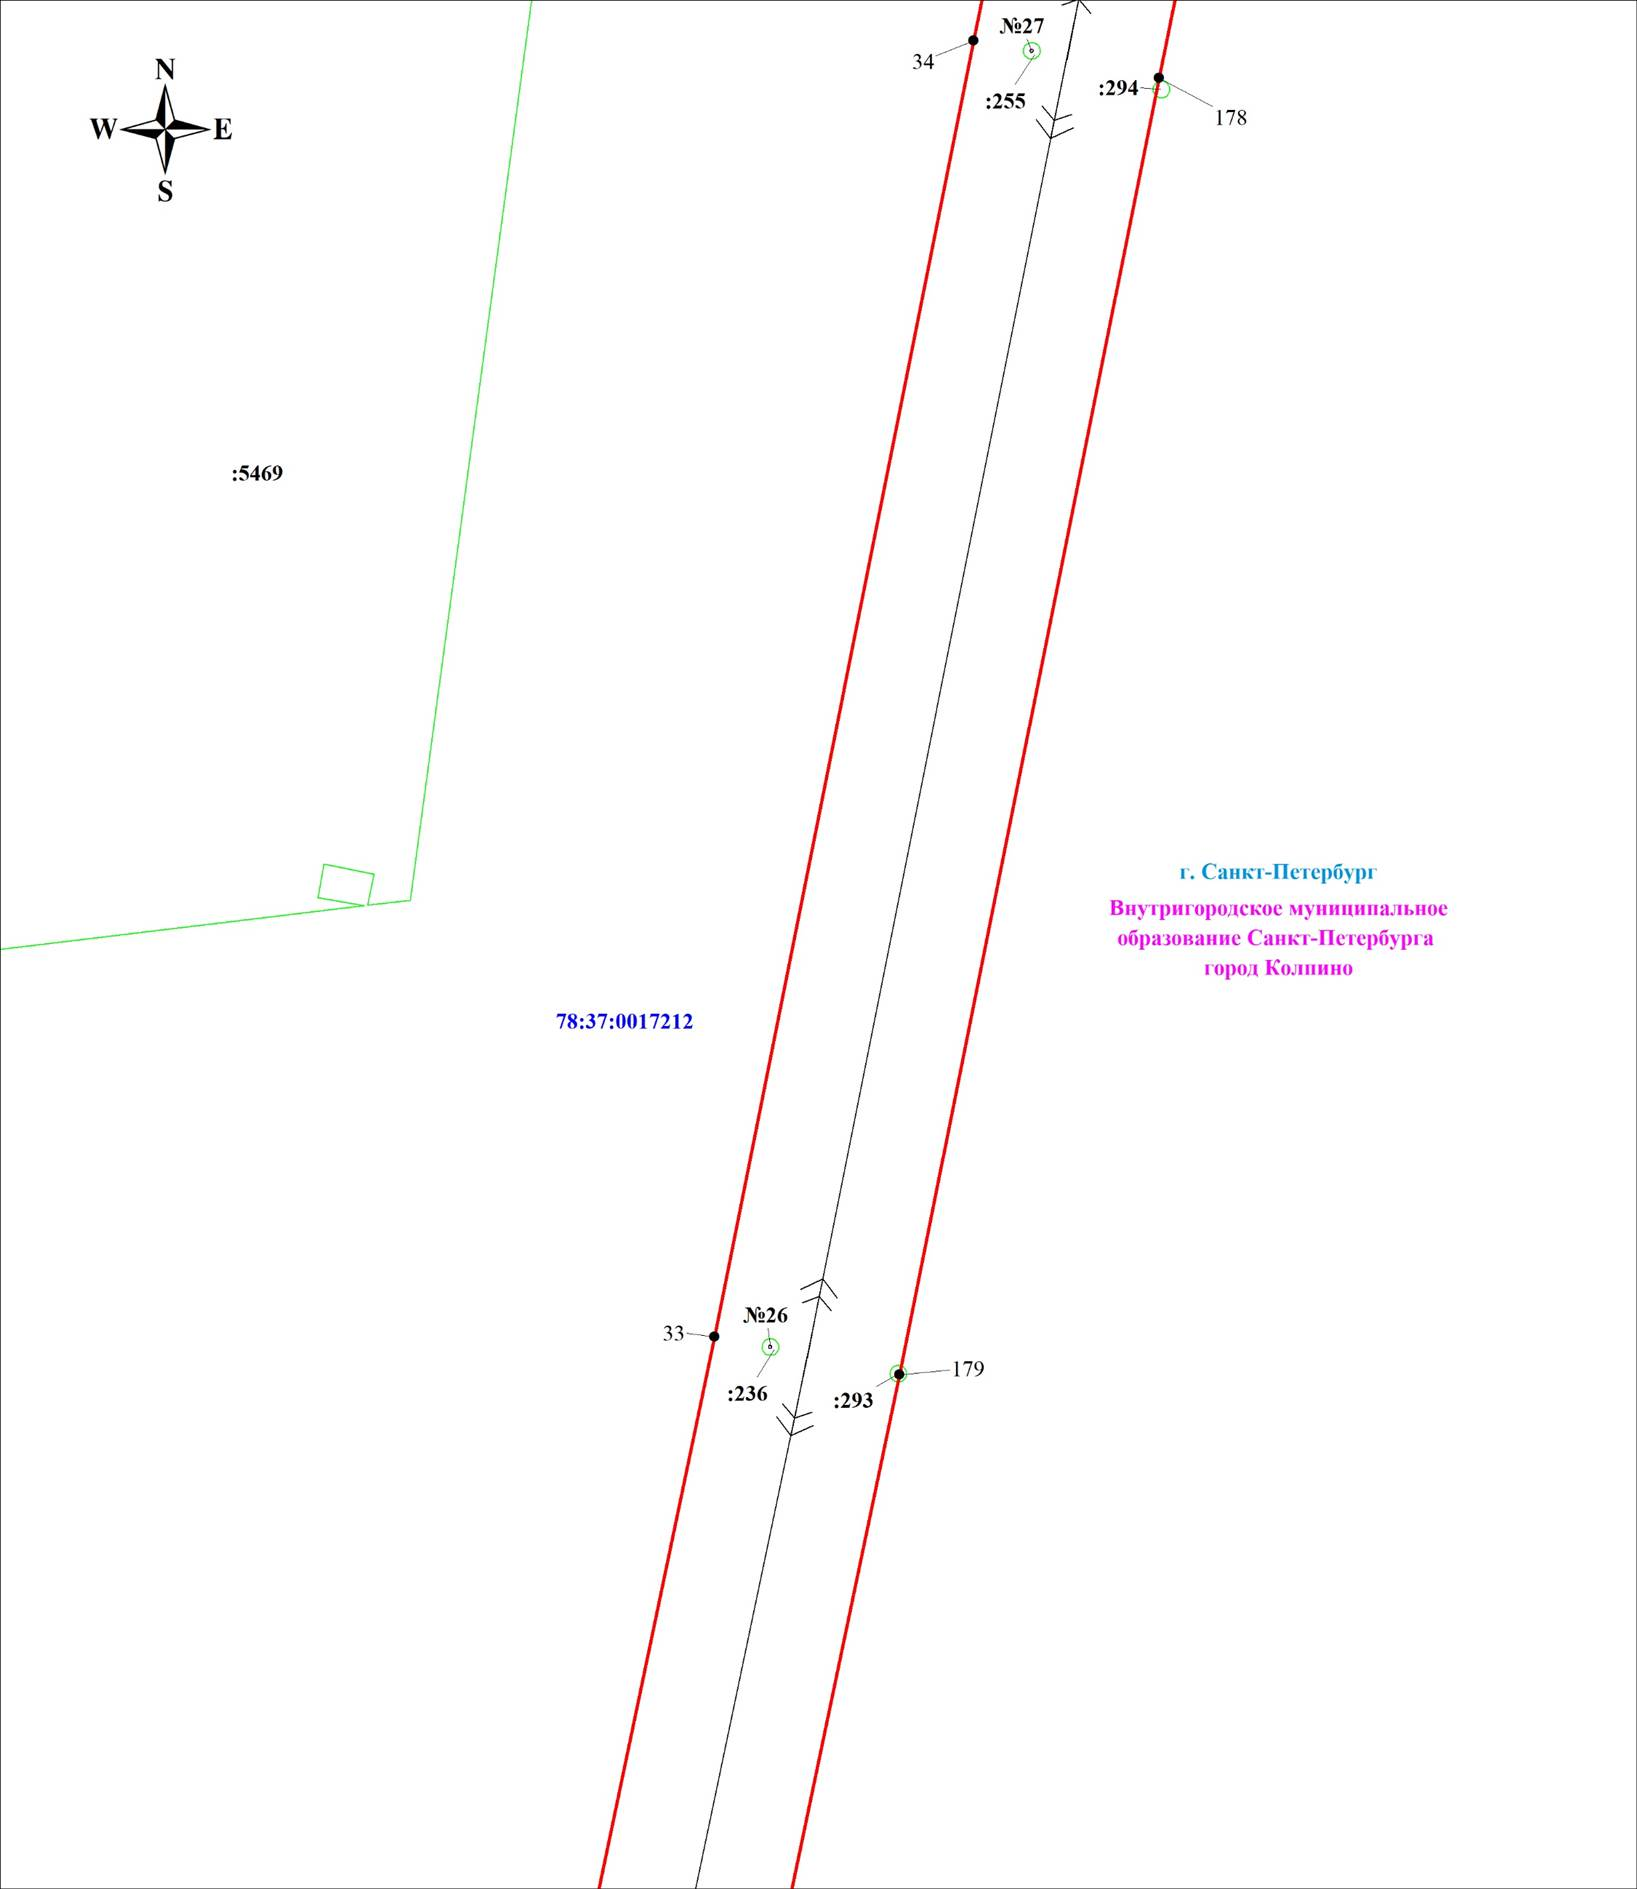 №27
34
:255
:294
178
N
W E
S
:5469
г. Санкт-Петербург
Внутригородское муниципальное
образование Санкт-Петербурга
город Колпино
78:37:0017212
№26
33
:236
:293
179